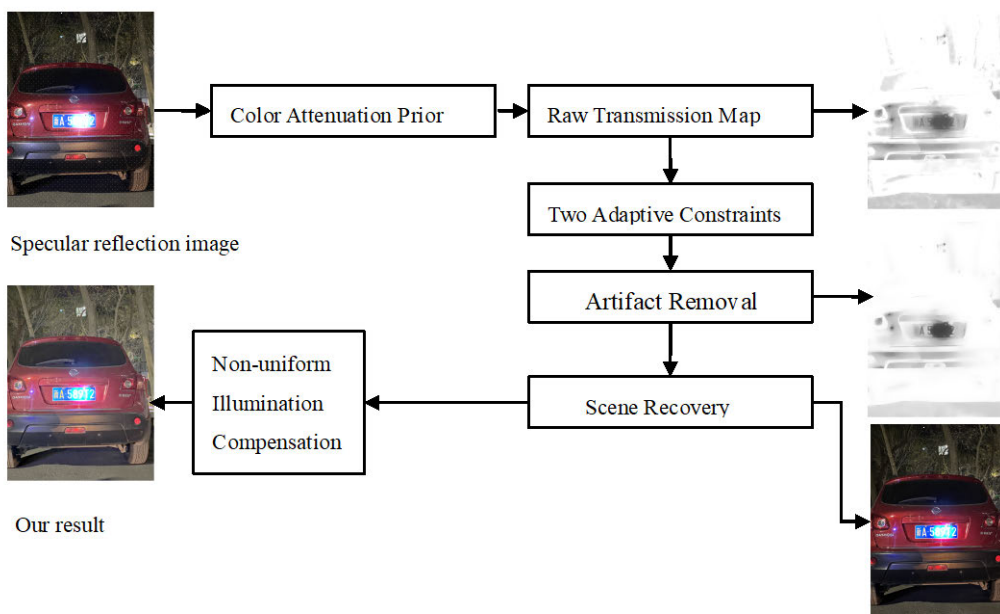 Color Attenuation Prior
Raw Transmission Map
Two Adaptive Constraints
Specular reflection image
Artifact Removal
Non-uniform
Illumination
Compensation
Scene Recovery
Our result